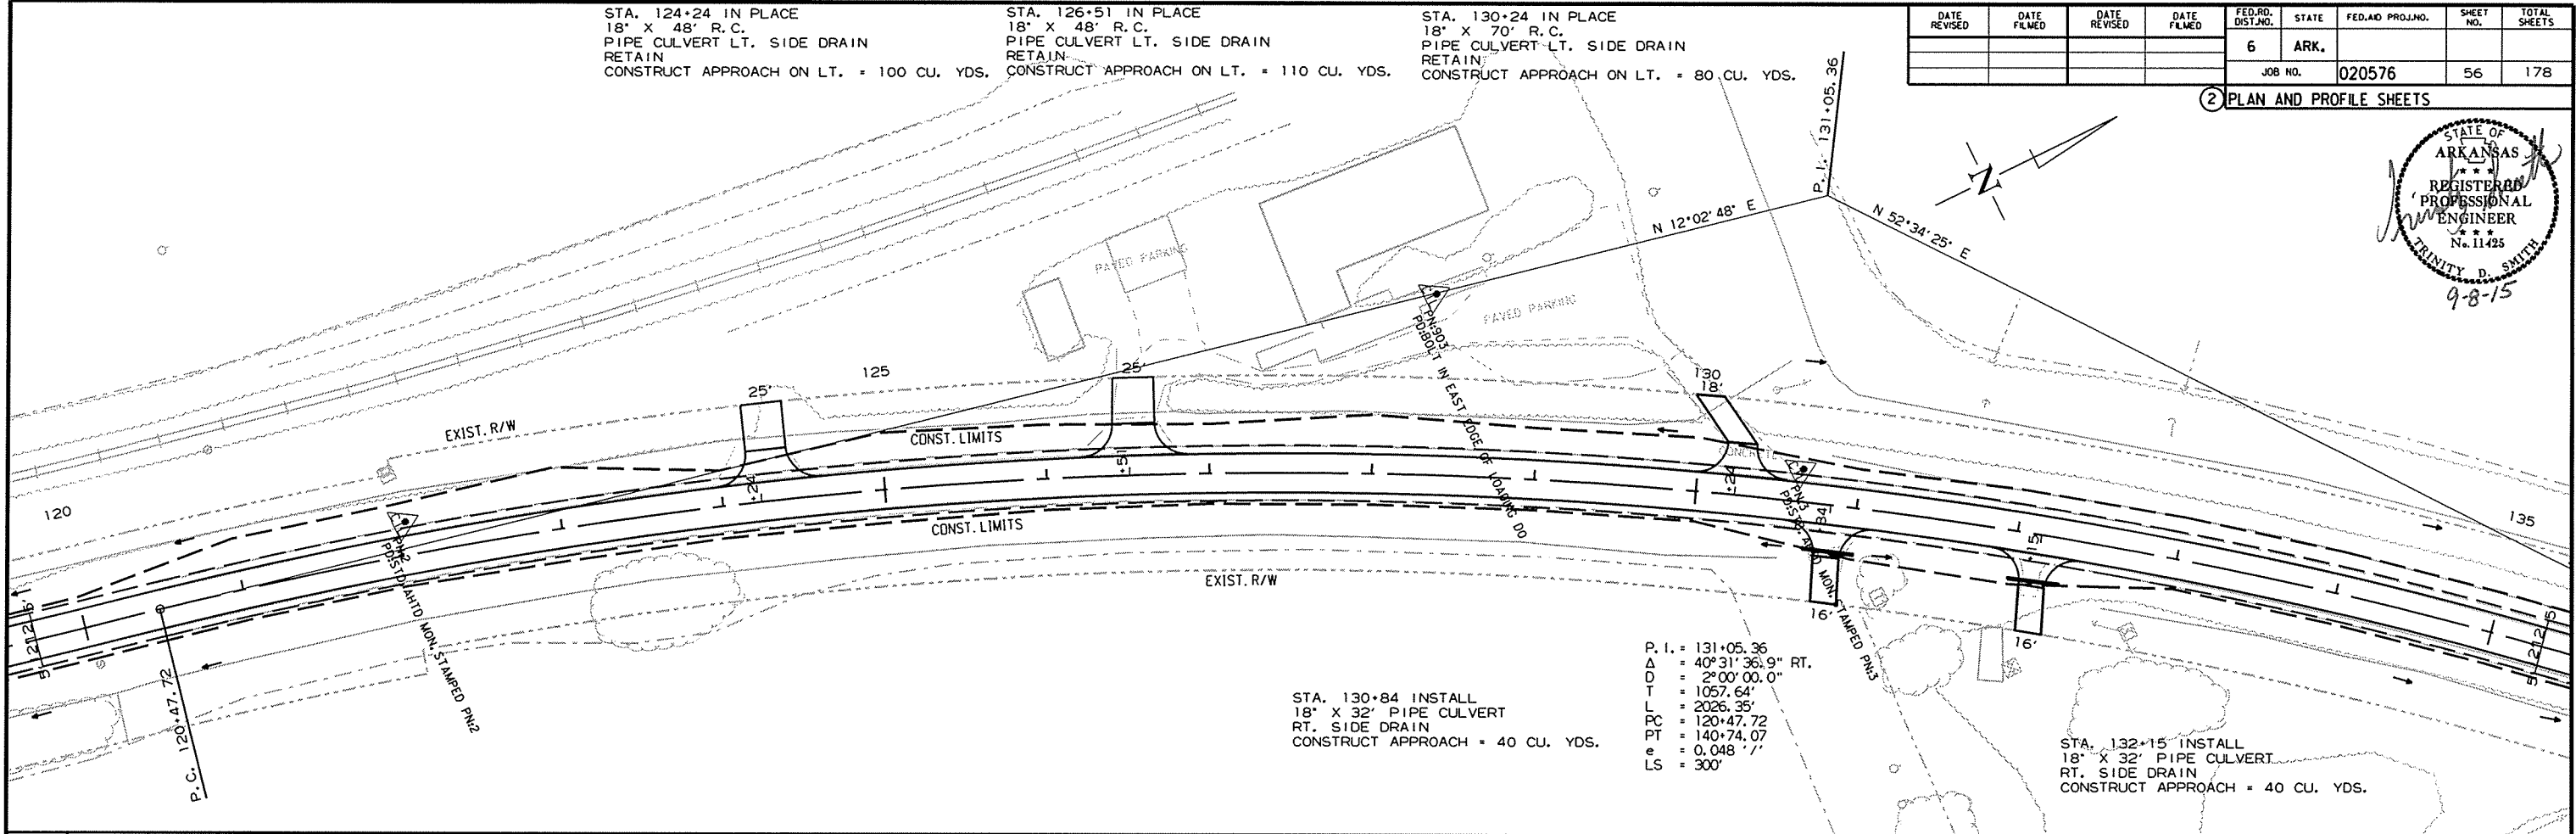 STA. 124+24 IN PLACE
18" X 48' R.C.
PIPE CULVERT LT. SIDE DRAIN
RETAIN
CONSTRUCT APPROACH ON LT. = 100 CU. YDS.
STA. 126+51 IN PLACE
18" X 48' R.C.
PIPE CULVERT LT. SIDE DRAIN
RETAIN
CONSTRUCT APPROACH ON LT. = 110 CU. YDS.
STA. 130+24 IN PLACE
18" X 70' R.C.
PIPE CULVERT LT. SIDE DRAIN
RETAIN
CONSTRUCT APPROACH ON LT. = 80 CU. YDS.
DATE REVISED
DATE FILMED
DATE REVISED
DATE FILMED
FED.RD. DIST.NO.
STATE
FED.AID PROJ.NO.
SHEET NO.
TOTAL SHEETS
6
ARK.
JOB NO.
020576
56
178
2 PLAN AND PROFILE SHEETS
STATE OF
ARKANSAS
REGISTERED
PROFESSIONAL
ENGINEER
No. 11425
TRINITY D. SMITH
9-8-15
N
P.I. 131+05.36
N 12°02'48" E
N 52°34'25" E
PAVED PARKING
PAVED PARKING
PN:903
PD:BOLT IN EAST EDGE OF LOADING DO
120
125
130
135
25'
25'
18'
EXIST. R/W
CONST. LIMITS
CONST. LIMITS
EXIST. R/W
+24
+51
+24
+84
+15
PN:2
PD:STD AHTD MON. STAMPED PN:2
PN:3
MON. STAMPED PN:3
16'
16'
P.C. 120+47.72
STA. 130+84 INSTALL
18" X 32' PIPE CULVERT
RT. SIDE DRAIN
CONSTRUCT APPROACH = 40 CU. YDS.
P.I. = 131+05.36
Δ = 40°31'36.9" RT.
D = 2°00'00.0"
T = 1057.64'
L = 2026.35'
PC = 120+47.72
PT = 140+74.07
e = 0.048 '/'
LS = 300'
STA. 132+15 INSTALL
18" X 32' PIPE CULVERT
RT. SIDE DRAIN
CONSTRUCT APPROACH = 40 CU. YDS.